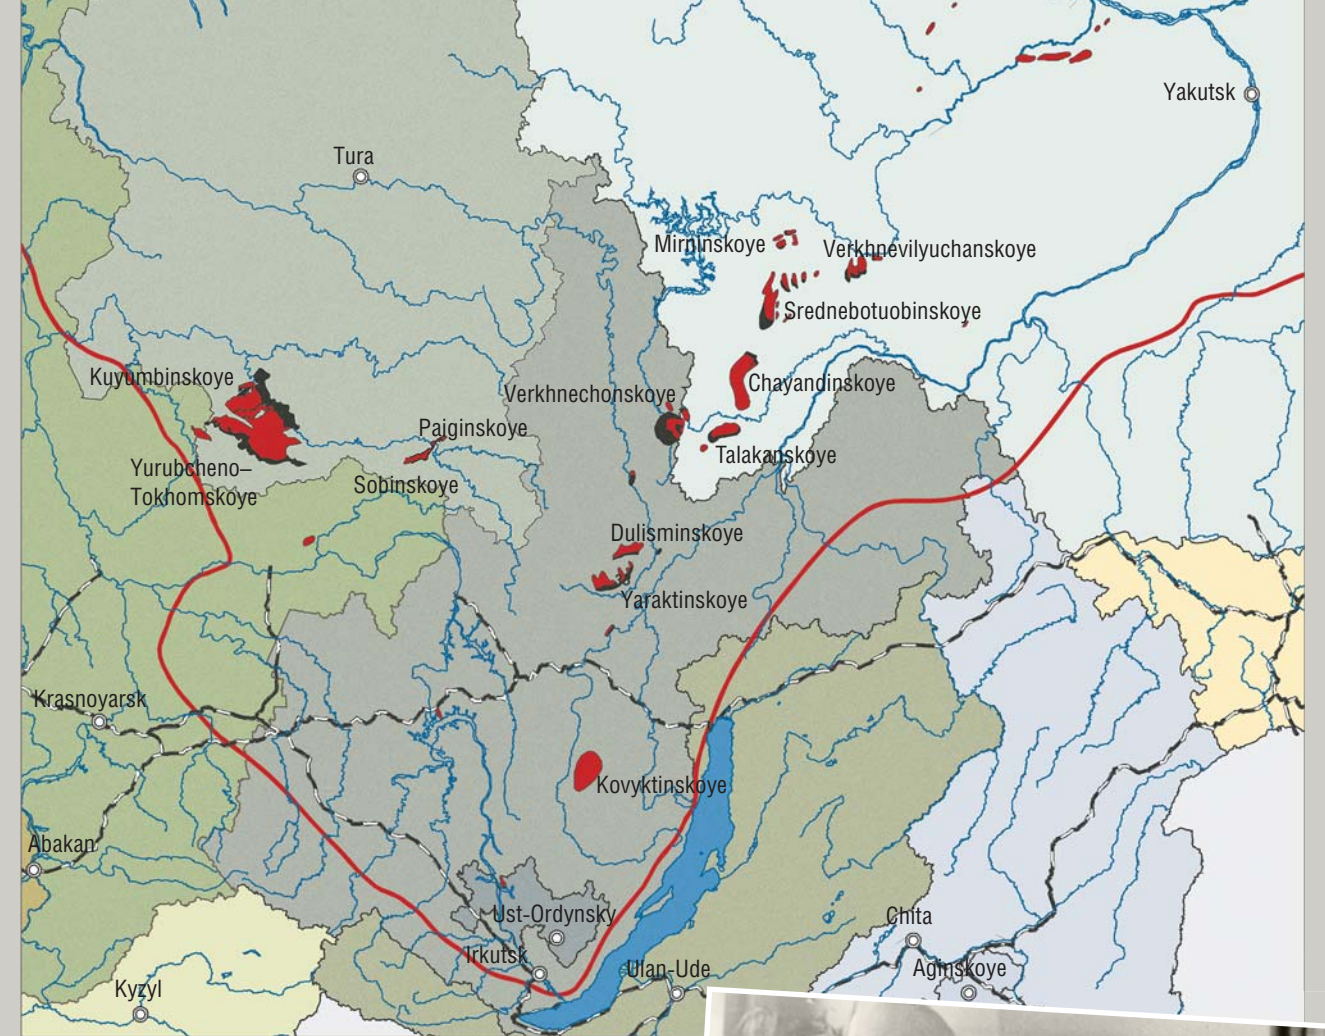 Yakutsk
Tura
Mirninskoye
Verkhnevilyuchanskoye
Srednebotuobinskoye
Kuyumbinskoye
Chayandinskoye
Verkhnechonskoye
Paiginskoye
Talakanskoye
Yurubcheno–
Tokhomskoye
Sobinskoye
Dulisminskoye
Yaraktinskoye
Krasnoyarsk
Kovyktinskoye
Abakan
Ust-Ordynsky
Chita
Irkutsk
Ulan-Ude
Aginskoye
Kyzyl